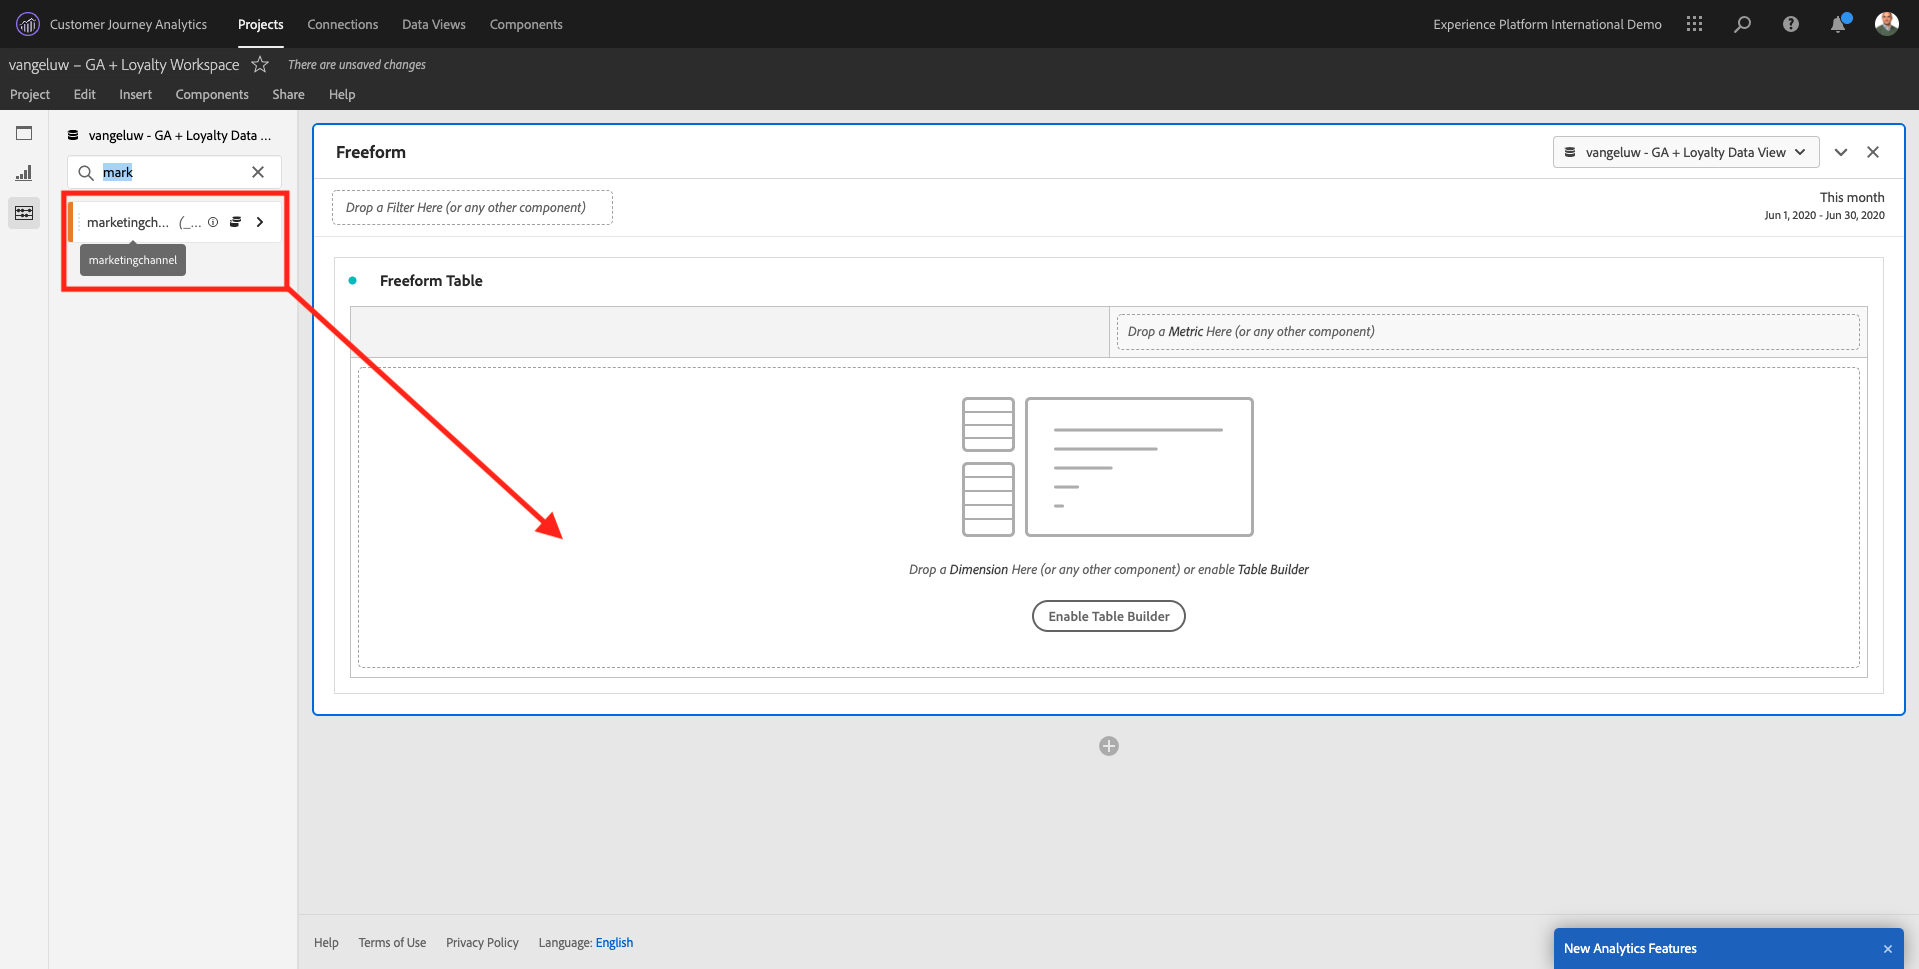 Customer Journey Analytics Projects Connections Data Views Components Experience Platform International Demo
vangeluw – GA + Loyalty Workspace There are unsaved changes
Project Edit Insert Components Share Help
vangeluw - GA + Loyalty Data ...
mark
marketingch... (_...
marketingchannel
Freeform
vangeluw - GA + Loyalty Data View
Drop a Filter Here (or any other component)
This month
Jun 1, 2020 - Jun 30, 2020
Freeform Table
Drop a Metric Here (or any other component)
Drop a Dimension Here (or any other component) or enable Table Builder
Enable Table Builder
Help Terms of Use Privacy Policy Language: English
New Analytics Features